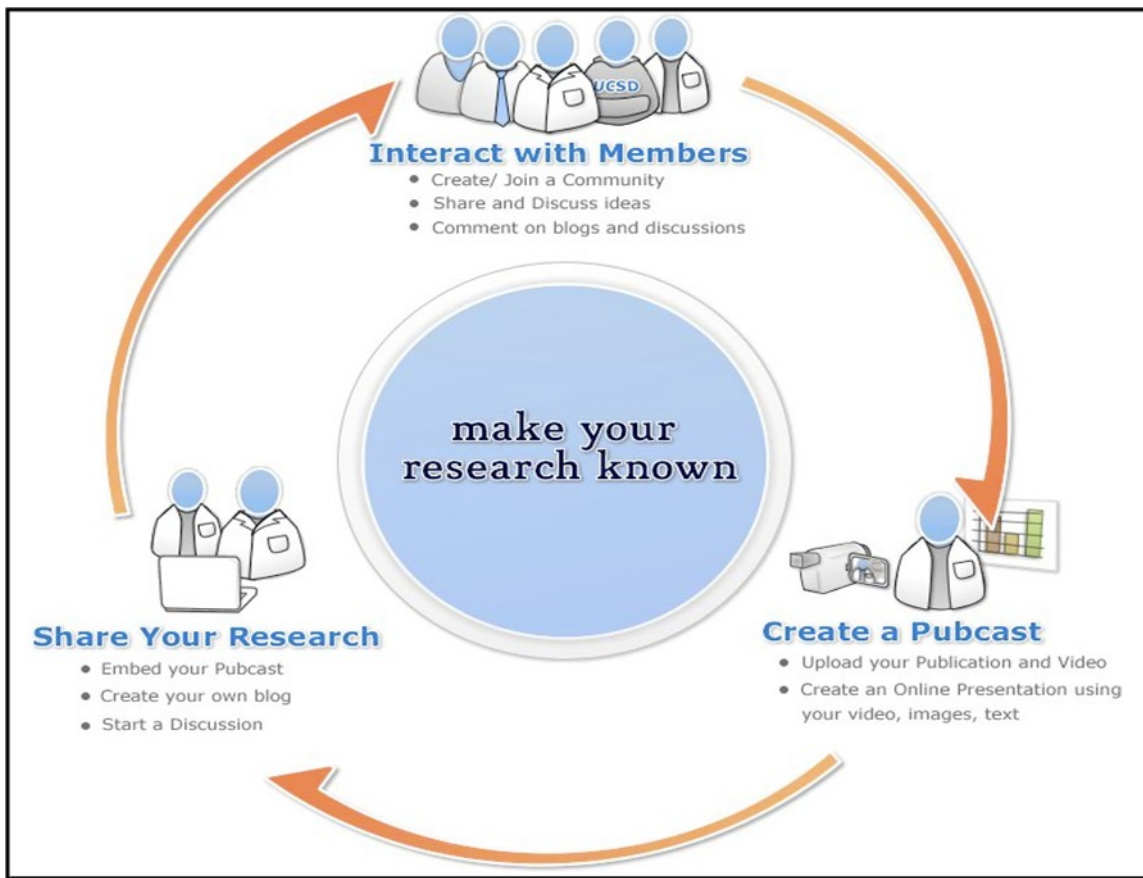 UCSD
Interact with Members
• Create/ Join a Community
• Share and Discuss ideas
• Comment on blogs and discussions
make your
research known
Share Your Research
• Embed your Pubcast
• Create your own blog
• Start a Discussion
Create a Pubcast
• Upload your Publication and Video
• Create an Online Presentation using
your video, images, text